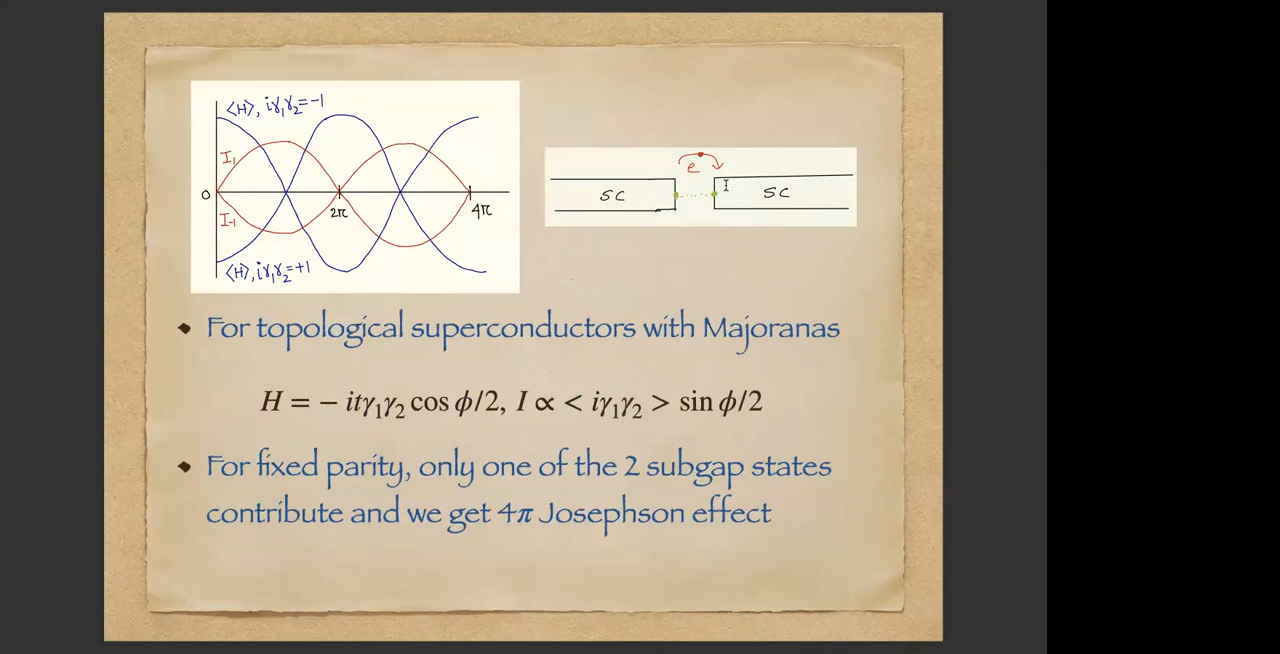 ⟨H⟩, iγ₁γ₂=-1
I₁
0
I₋₁
2π
4π
⟨H⟩, iγ₁γ₂=+1
e
SC
SC
For topological superconductors with Majoranas
H = − itγ₁γ₂ cos ϕ/2, I ∝ < iγ₁γ₂ > sin ϕ/2
For fixed parity, only one of the 2 subgap states
contribute and we get 4π Josephson effect